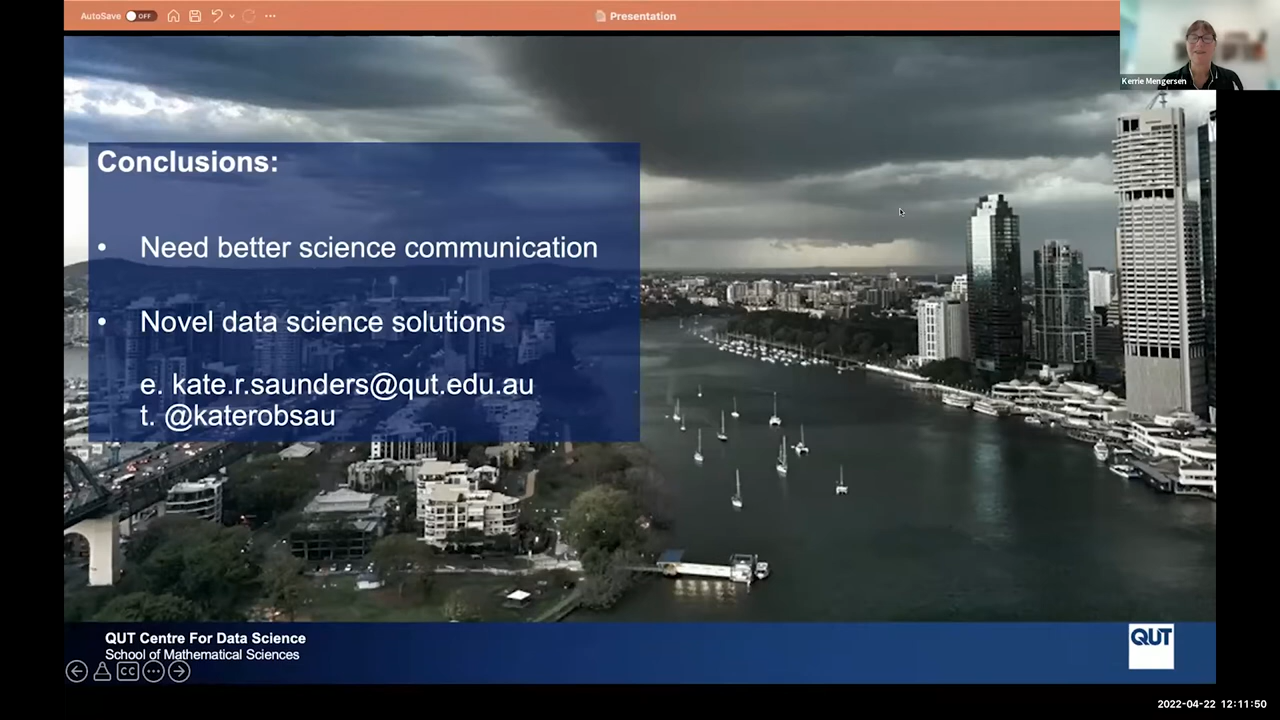 AutoSave OFF
Presentation
Kerrie Mengersen
Conclusions:
• Need better science communication
• Novel data science solutions
e. kate.r.saunders@qut.edu.au
t. @katerobsau
QUT Centre For Data Science
School of Mathematical Sciences
QUT
CC
2022-04-22 12:11:50